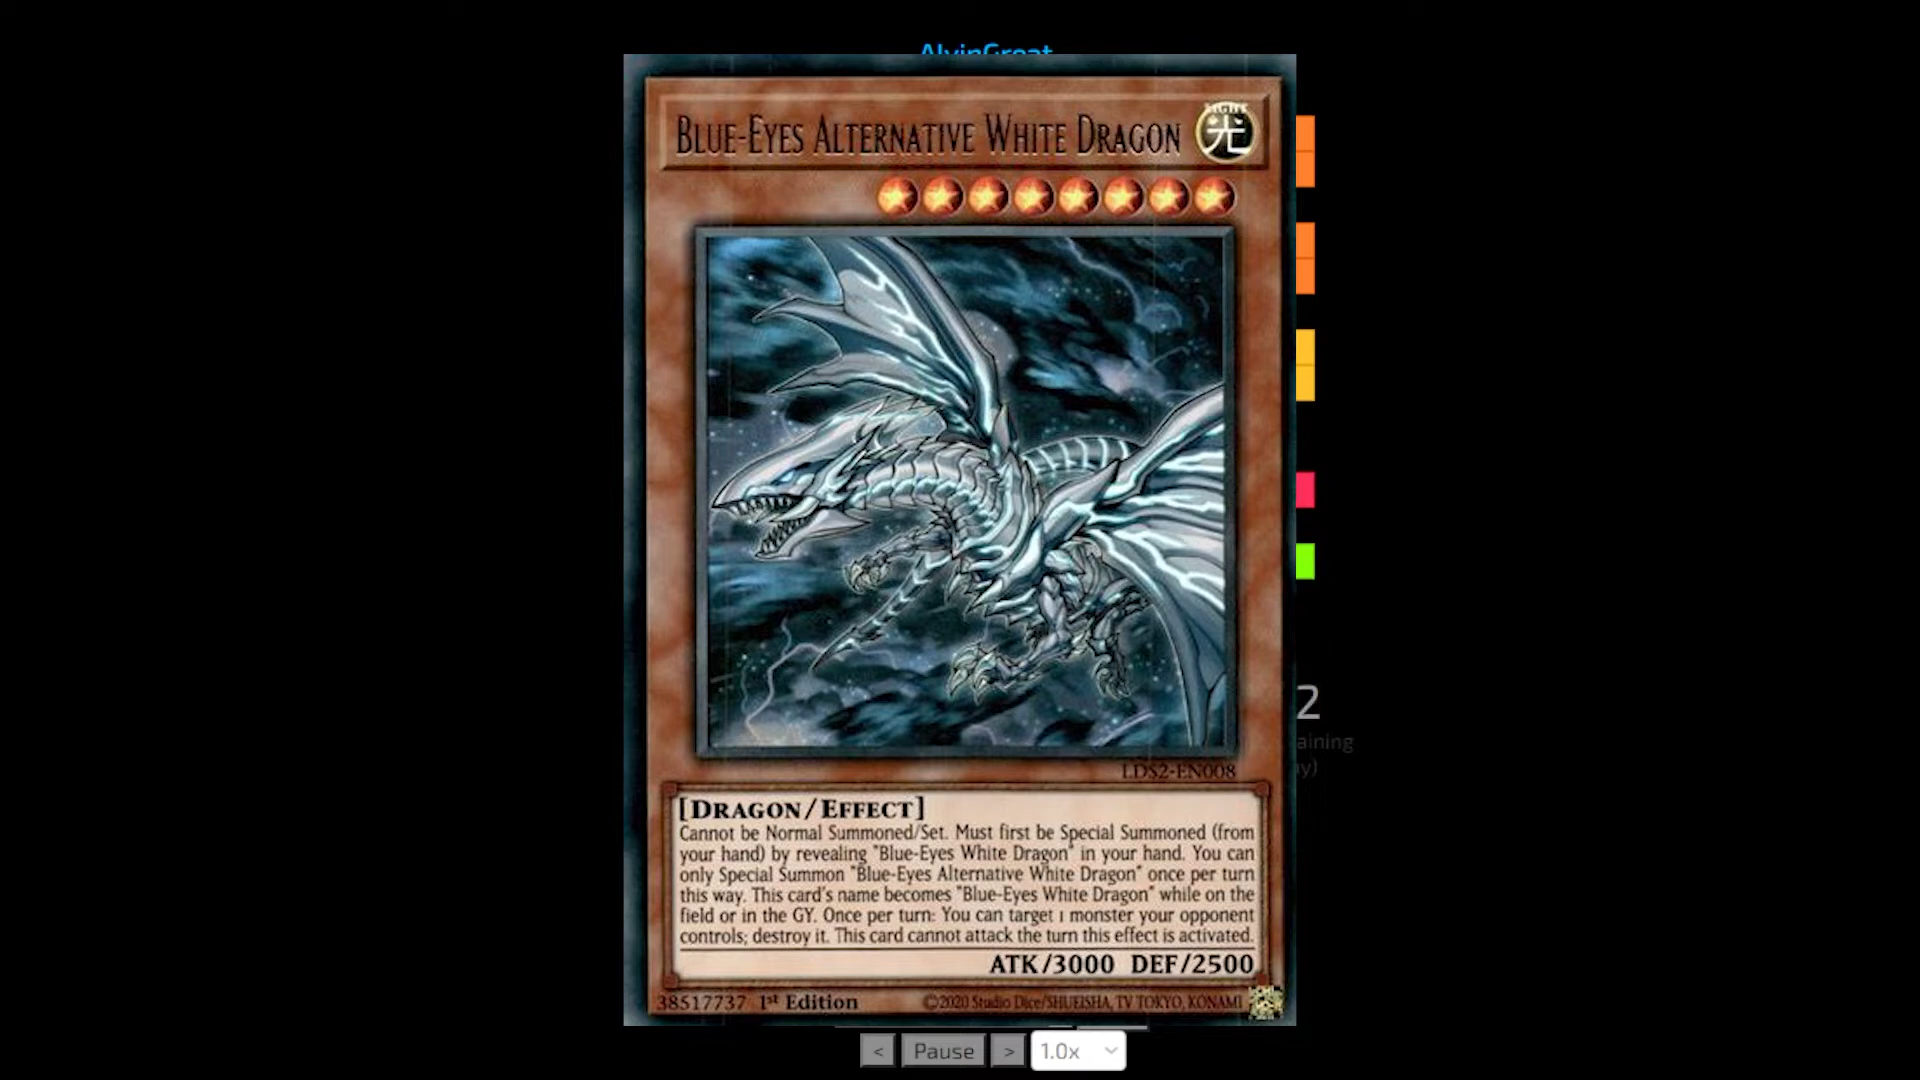 AlvinGreat
BLUE-EYES ALTERNATIVE WHITE DRAGON
LIGHT
光
LDS2-EN008
[DRAGON/EFFECT]
Cannot be Normal Summoned/Set. Must first be Special Summoned (from
your hand) by revealing "Blue-Eyes White Dragon" in your hand. You can
only Special Summon "Blue-Eyes Alternative White Dragon" once per turn
this way. This card's name becomes "Blue-Eyes White Dragon" while on the
field or in the GY. Once per turn: You can target 1 monster your opponent
controls; destroy it. This card cannot attack the turn this effect is activated.
ATK/3000 DEF/2500
38517737 1st Edition ©2020 Studio Dice/SHUEISHA, TV TOKYO, KONAMI
2
aining
y)
< Pause > 1.0x